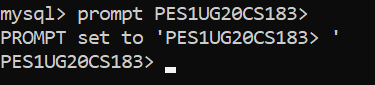 mysql> prompt PES1UG20CS183>
PROMPT set to 'PES1UG20CS183> '
PES1UG20CS183>